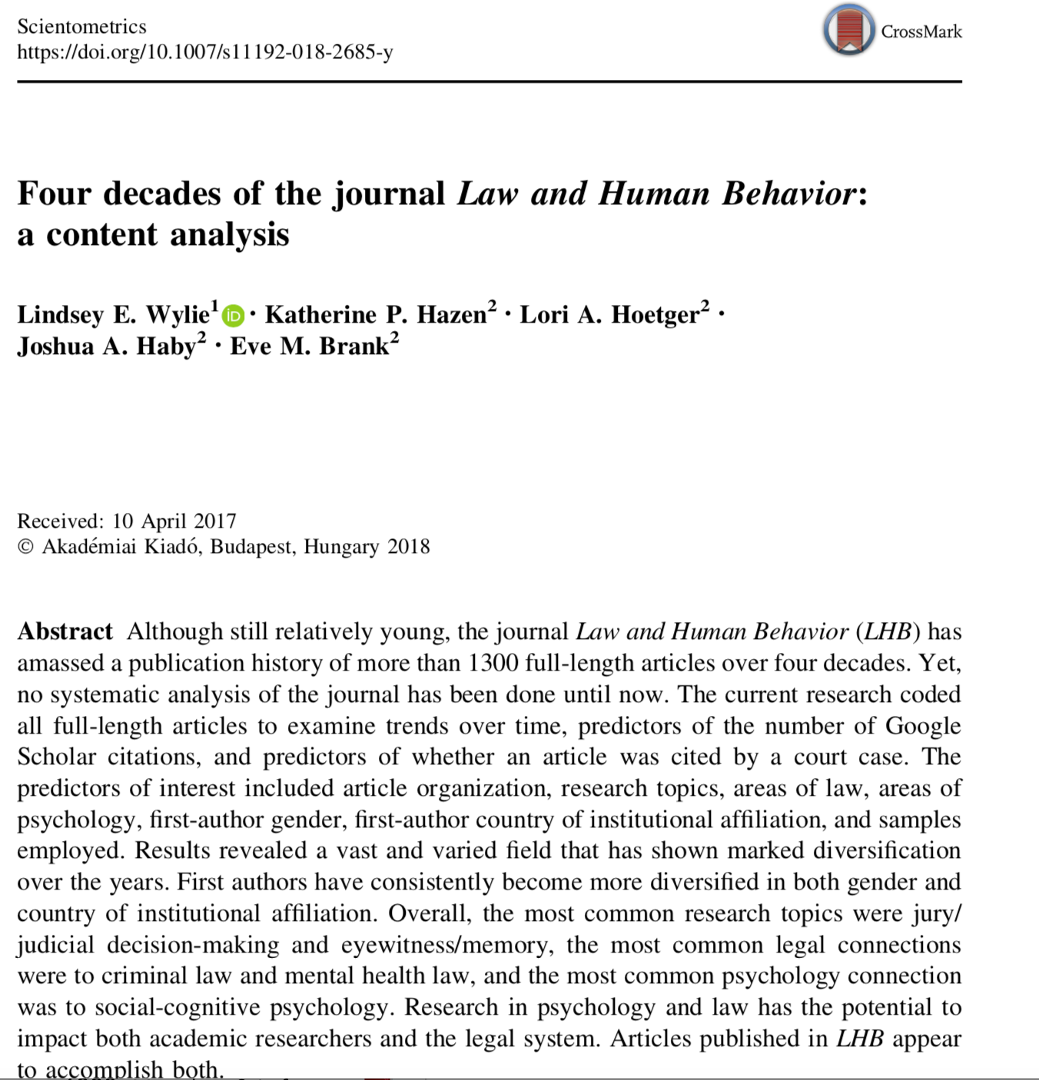 Scientometrics
https://doi.org/10.1007/s11192-018-2685-y
CrossMark
Four decades of the journal Law and Human Behavior:
a content analysis
Lindsey E. Wylie1 iD · Katherine P. Hazen2 · Lori A. Hoetger2 ·
Joshua A. Haby2 · Eve M. Brank2
Received: 10 April 2017
© Akadémiai Kiadó, Budapest, Hungary 2018
Abstract Although still relatively young, the journal Law and Human Behavior (LHB) has
amassed a publication history of more than 1300 full-length articles over four decades. Yet,
no systematic analysis of the journal has been done until now. The current research coded
all full-length articles to examine trends over time, predictors of the number of Google
Scholar citations, and predictors of whether an article was cited by a court case. The
predictors of interest included article organization, research topics, areas of law, areas of
psychology, first-author gender, first-author country of institutional affiliation, and samples
employed. Results revealed a vast and varied field that has shown marked diversification
over the years. First authors have consistently become more diversified in both gender and
country of institutional affiliation. Overall, the most common research topics were jury/
judicial decision-making and eyewitness/memory, the most common legal connections
were to criminal law and mental health law, and the most common psychology connection
was to social-cognitive psychology. Research in psychology and law has the potential to
impact both academic researchers and the legal system. Articles published in LHB appear
to accomplish both.